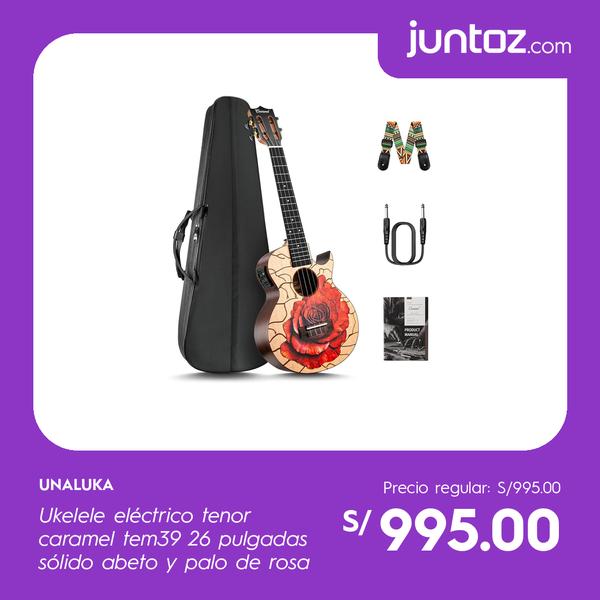 juntoz.com
Caramel
PRODUCT
MANUAL
UNALUKA
Ukelele eléctrico tenor
caramel tem39 26 pulgadas
sólido abeto y palo de rosa
Precio regular: S/995.00
S/ 995.00